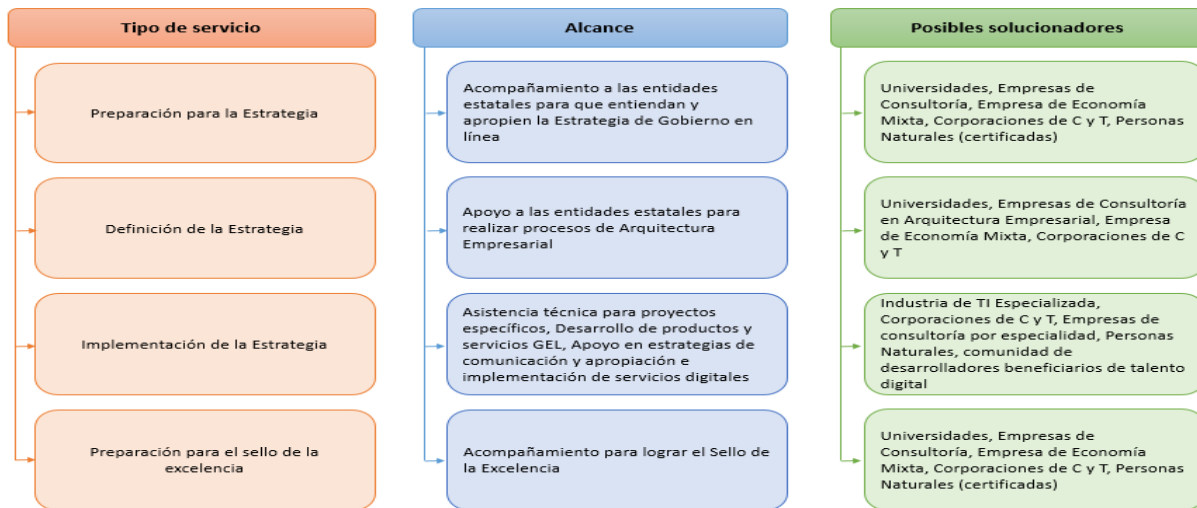 Tipo de servicio
Preparación para la Estrategia
Definición de la Estrategia
Implementación de la Estrategia
Preparación para el sello de la
excelencia
Alcance
Acompañamiento a las entidades
estatales para que entiendan y
apropien la Estrategia de Gobierno en
línea
Apoyo a las entidades estatales para
realizar procesos de Arquitectura
Empresarial
Asistencia técnica para proyectos
específicos, Desarrollo de productos y
servicios GEL, Apoyo en estrategias de
comunicación y apropiación e
implementación de servicios digitales
Acompañamiento para lograr el Sello de
la Excelencia
Posibles solucionadores
Universidades, Empresas de
Consultoría, Empresa de Economía
Mixta, Corporaciones de C y T, Personas
Naturales (certificadas)
Universidades, Empresas de Consultoría
en Arquitectura Empresarial, Empresa
de Economía Mixta, Corporaciones de C
y T
Industria de TI Especializada,
Corporaciones de C y T, Empresas de
consultoría por especialidad, Personas
Naturales, comunidad de
desarrolladores beneficiarios de talento
digital
Universidades, Empresas de
Consultoría, Empresa de Economía
Mixta, Corporaciones de C y T, Personas
Naturales (certificadas)